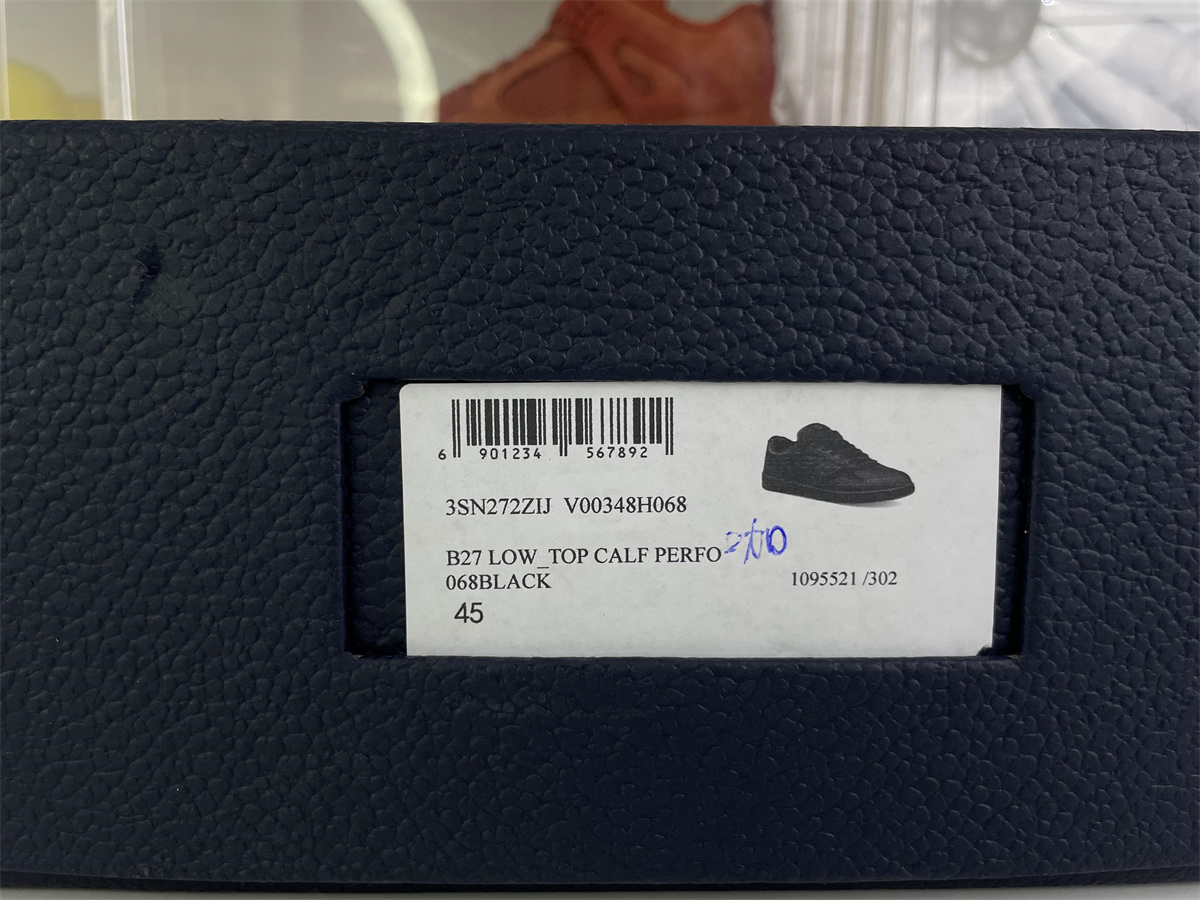 6 901234 567892
3SN272ZIJ V00348H068
B27 LOW_TOP CALF PERFO
068BLACK
1095521 /302
45